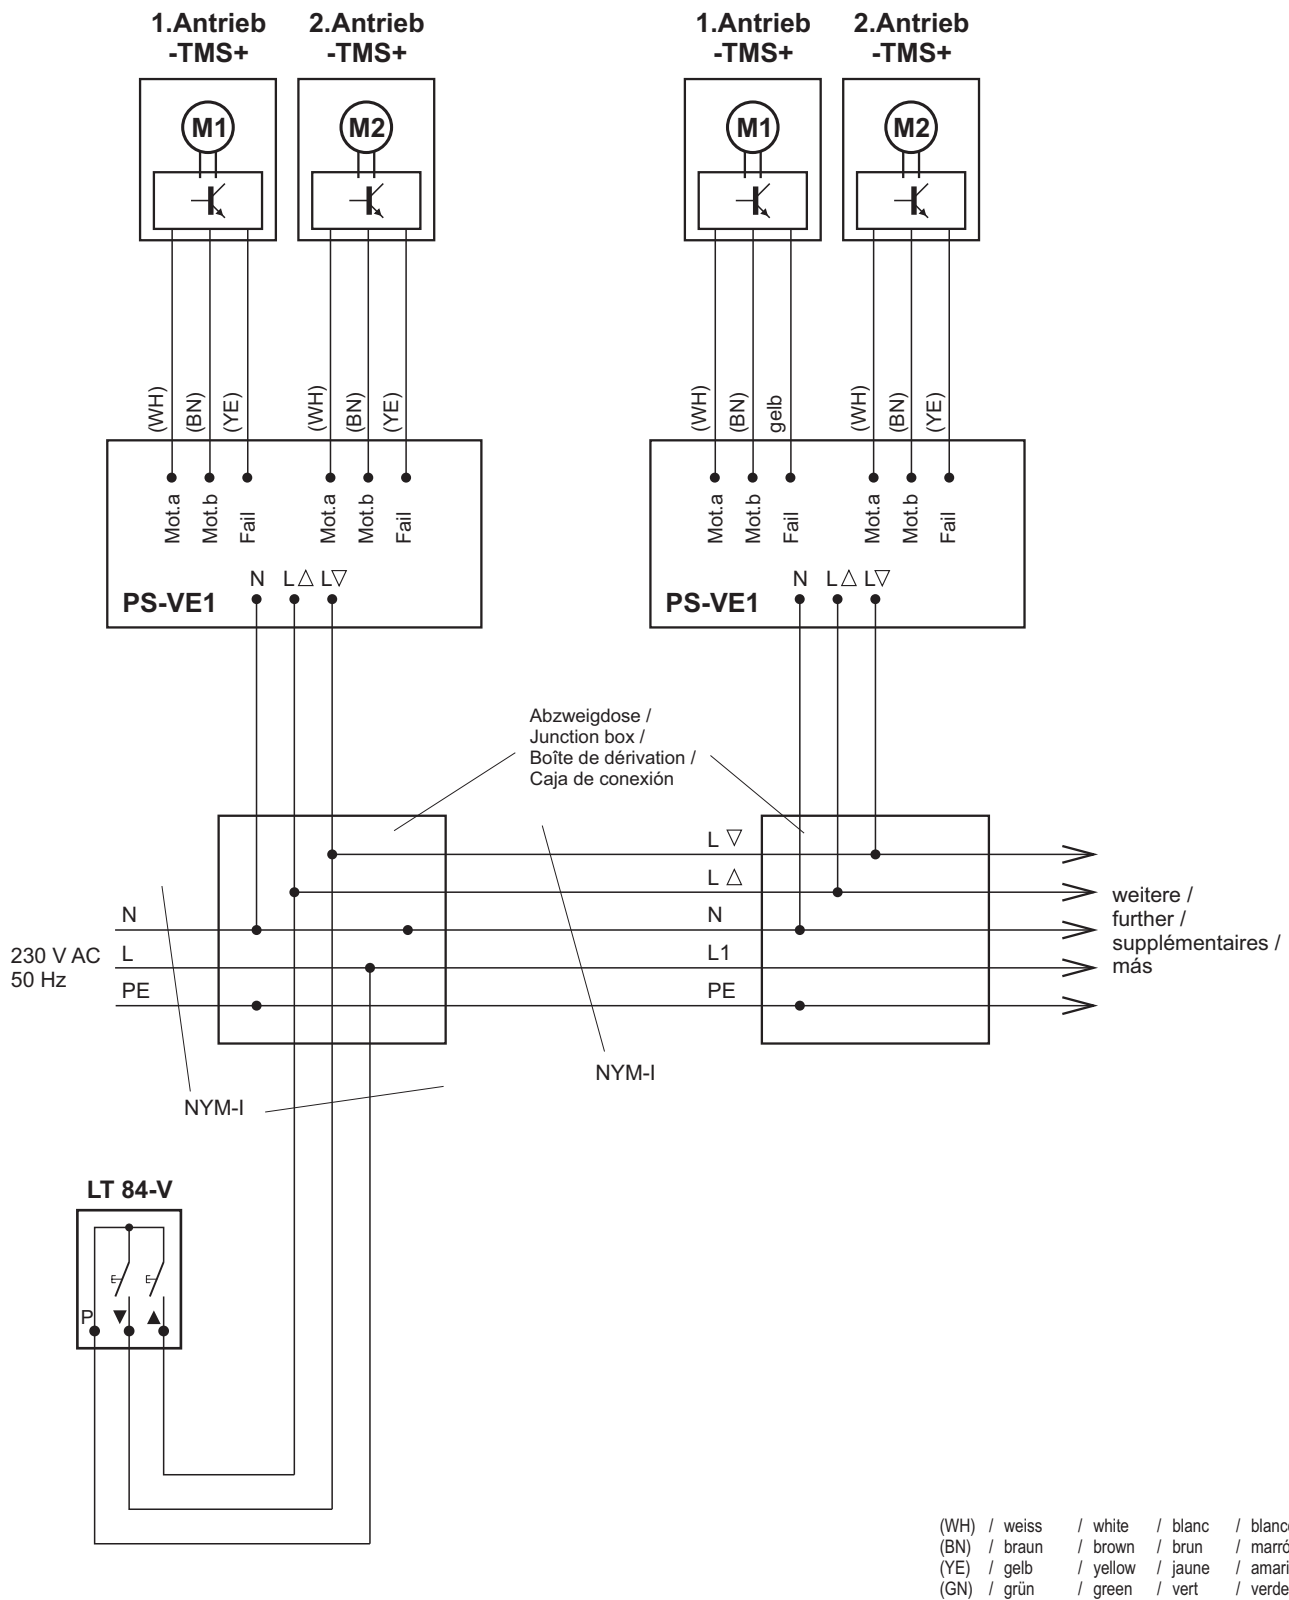 1.Antrieb
-TMS+
2.Antrieb
-TMS+
1.Antrieb
-TMS+
2.Antrieb
-TMS+
M1
M2
M1
M2
(WH)
(BN)
(YE)
(WH)
(BN)
(YE)
(WH)
(BN)
gelb
(WH)
(BN)
(YE)
Mot.a
Mot.b
Fail
Mot.a
Mot.b
Fail
Mot.a
Mot.b
Fail
Mot.a
Mot.b
Fail
N L△ L▽
PS-VE1
N L△ L▽
PS-VE1
Abzweigdose /
Junction box /
Boîte de dérivation /
Caja de conexión
L ▽
L △
N
L1
PE
N
L
PE
230 V AC
50 Hz
weitere /
further /
supplémentaires /
más
NYM-I
NYM-I
LT 84-V
P ▼ ▲
(WH) / weiss / white / blanc / blanc
(BN) / braun / brown / brun / marró
(YE) / gelb / yellow / jaune / amari
(GN) / grün / green / vert / verde